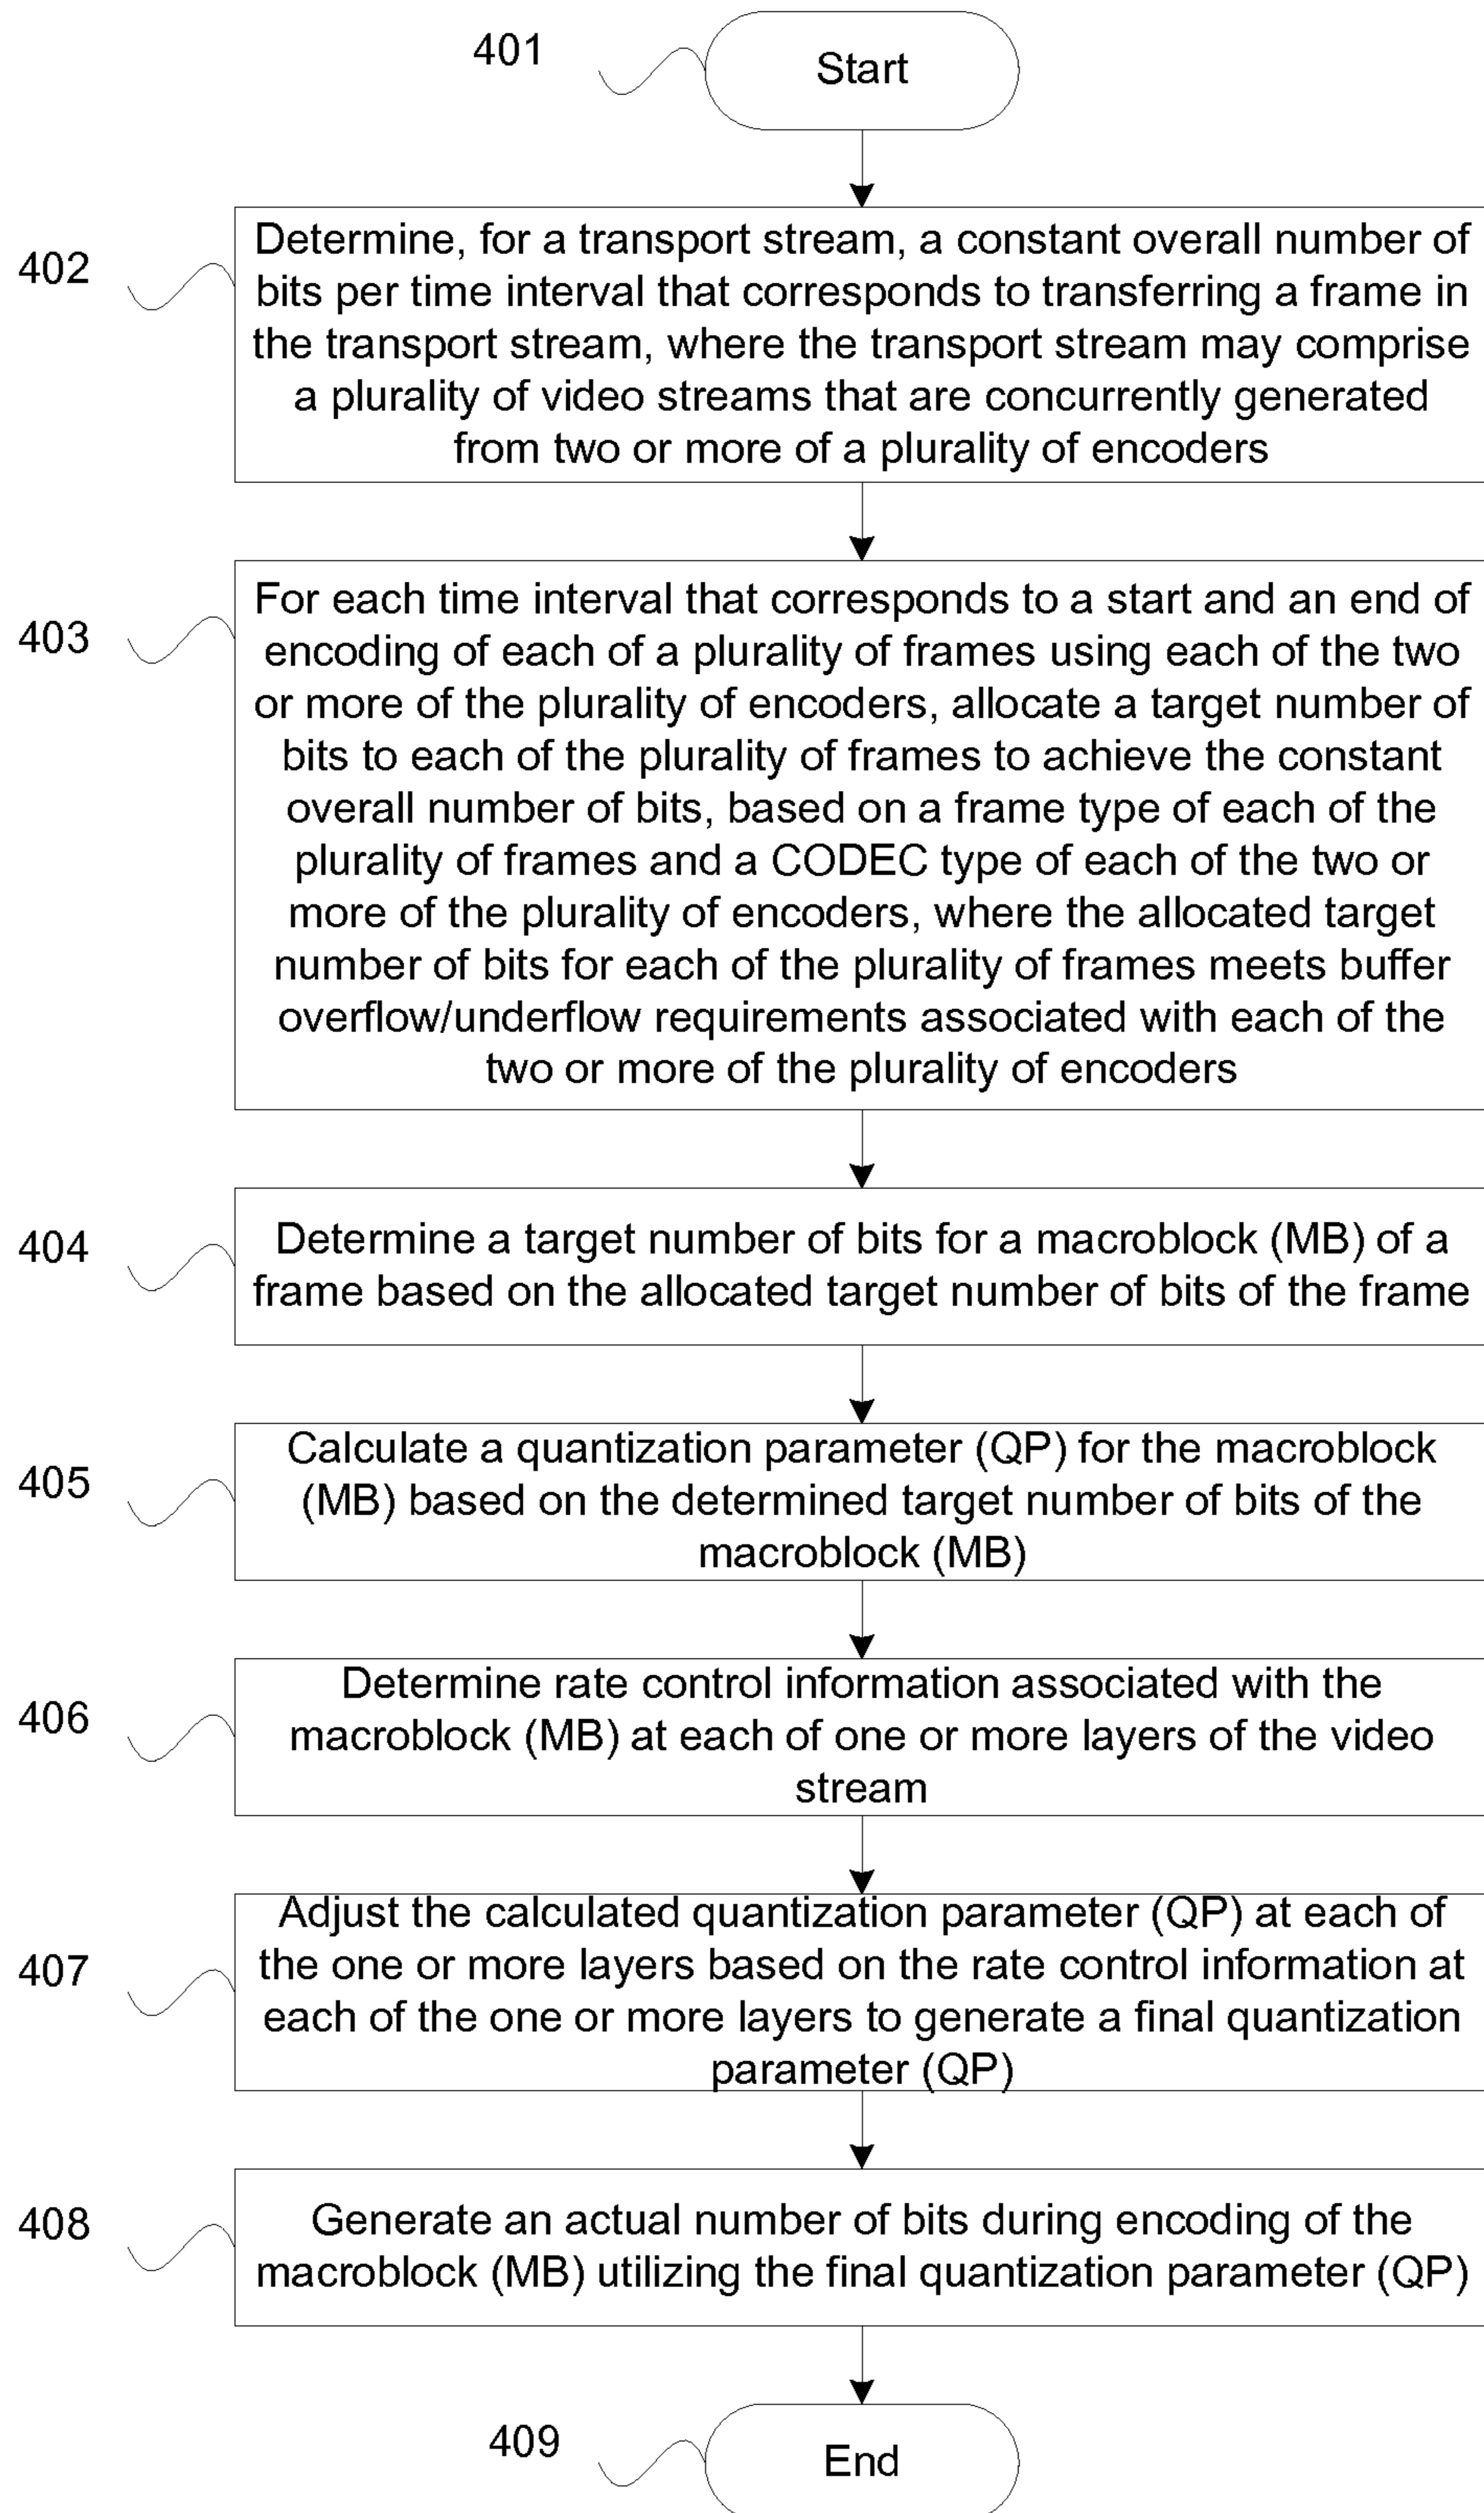 401
Start
402
Determine, for a transport stream, a constant overall number of
bits per time interval that corresponds to transferring a frame in
the transport stream, where the transport stream may comprise
a plurality of video streams that are concurrently generated
from two or more of a plurality of encoders
403
For each time interval that corresponds to a start and an end of
encoding of each of a plurality of frames using each of the two
or more of the plurality of encoders, allocate a target number of
bits to each of the plurality of frames to achieve the constant
overall number of bits, based on a frame type of each of the
plurality of frames and a CODEC type of each of the two or
more of the plurality of encoders, where the allocated target
number of bits for each of the plurality of frames meets buffer
overflow/underflow requirements associated with each of the
two or more of the plurality of encoders
404
Determine a target number of bits for a macroblock (MB) of a
frame based on the allocated target number of bits of the frame
405
Calculate a quantization parameter (QP) for the macroblock
(MB) based on the determined target number of bits of the
macroblock (MB)
406
Determine rate control information associated with the
macroblock (MB) at each of one or more layers of the video
stream
407
Adjust the calculated quantization parameter (QP) at each of
the one or more layers based on the rate control information at
each of the one or more layers to generate a final quantization
parameter (QP)
408
Generate an actual number of bits during encoding of the
macroblock (MB) utilizing the final quantization parameter (QP)
409
End